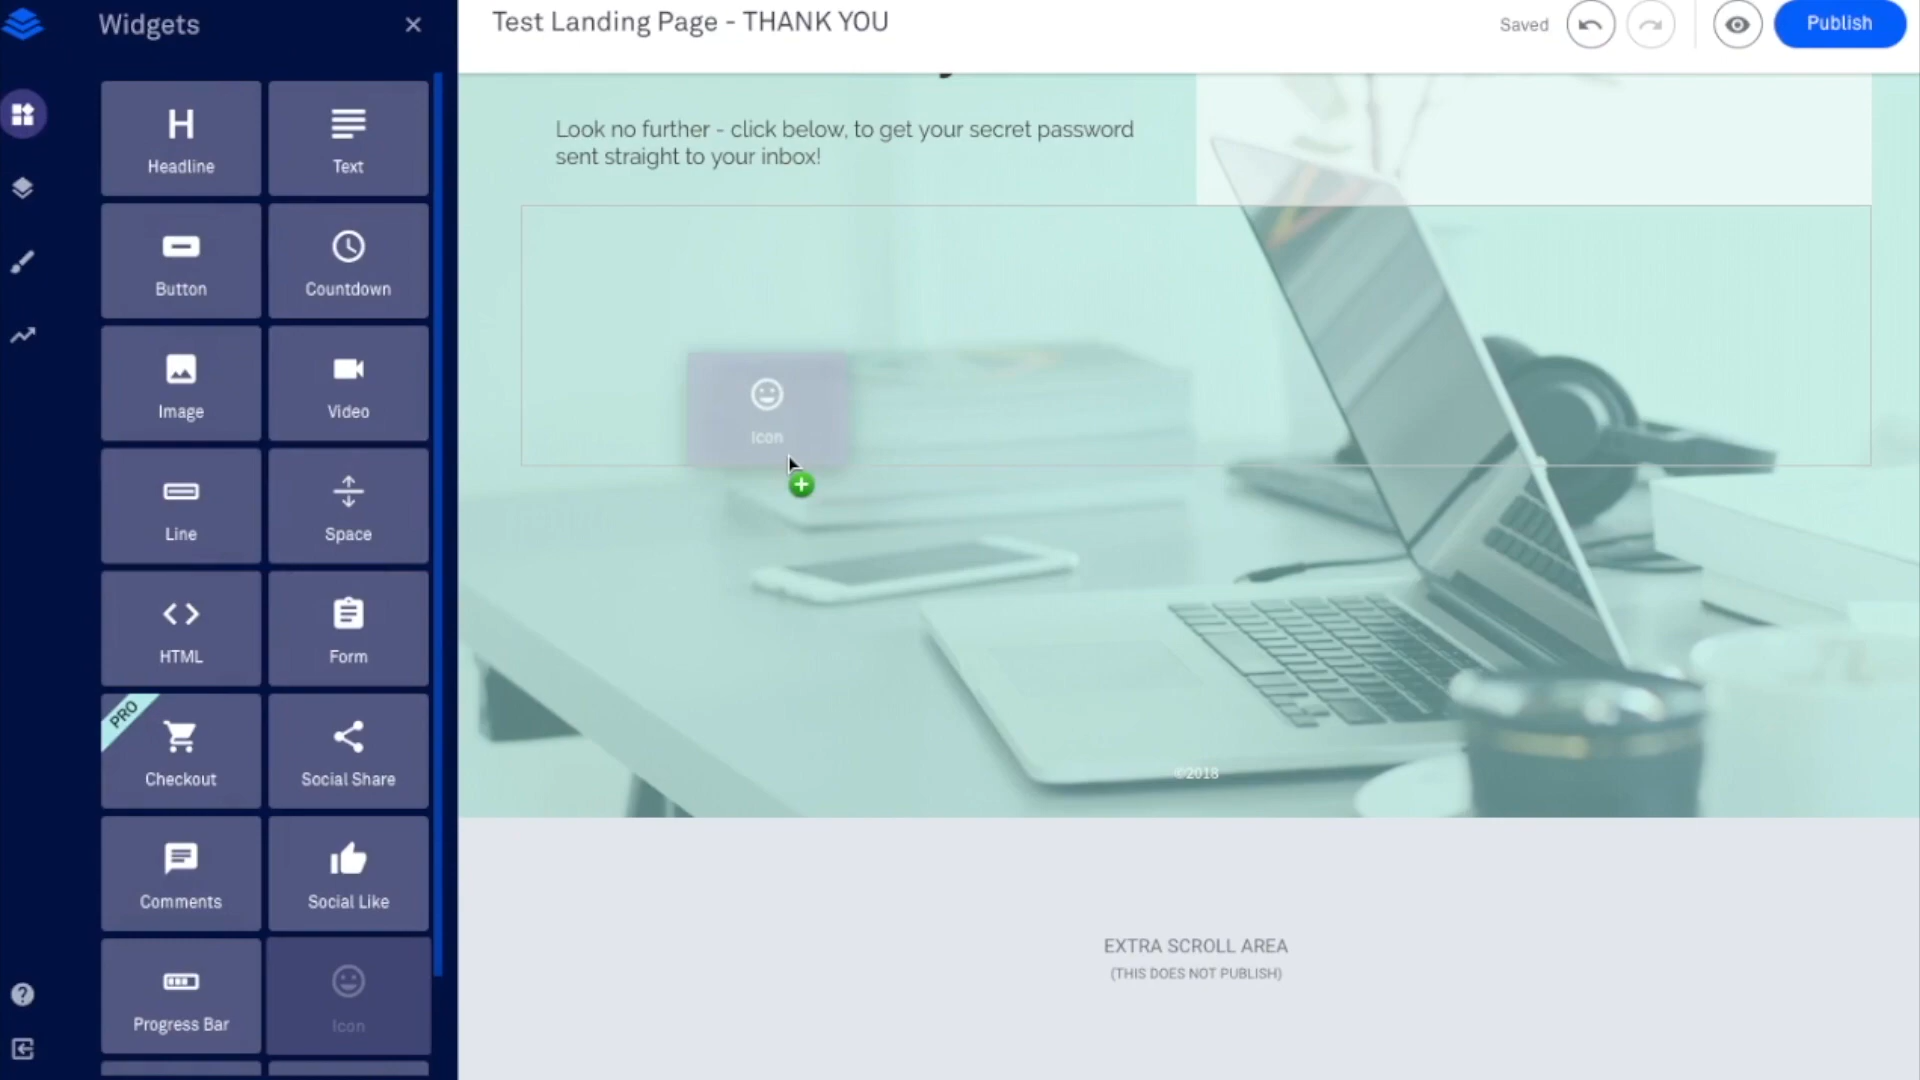 Widgets
Test Landing Page - THANK YOU
Saved
Publish
Headline
Text
Button
Countdown
Image
Video
Line
Space
HTML
Form
PRO
Checkout
Social Share
Comments
Social Like
Progress Bar
Icon
Look no further - click below, to get your secret password
sent straight to your inbox!
Icon
©2018
EXTRA SCROLL AREA
(THIS DOES NOT PUBLISH)